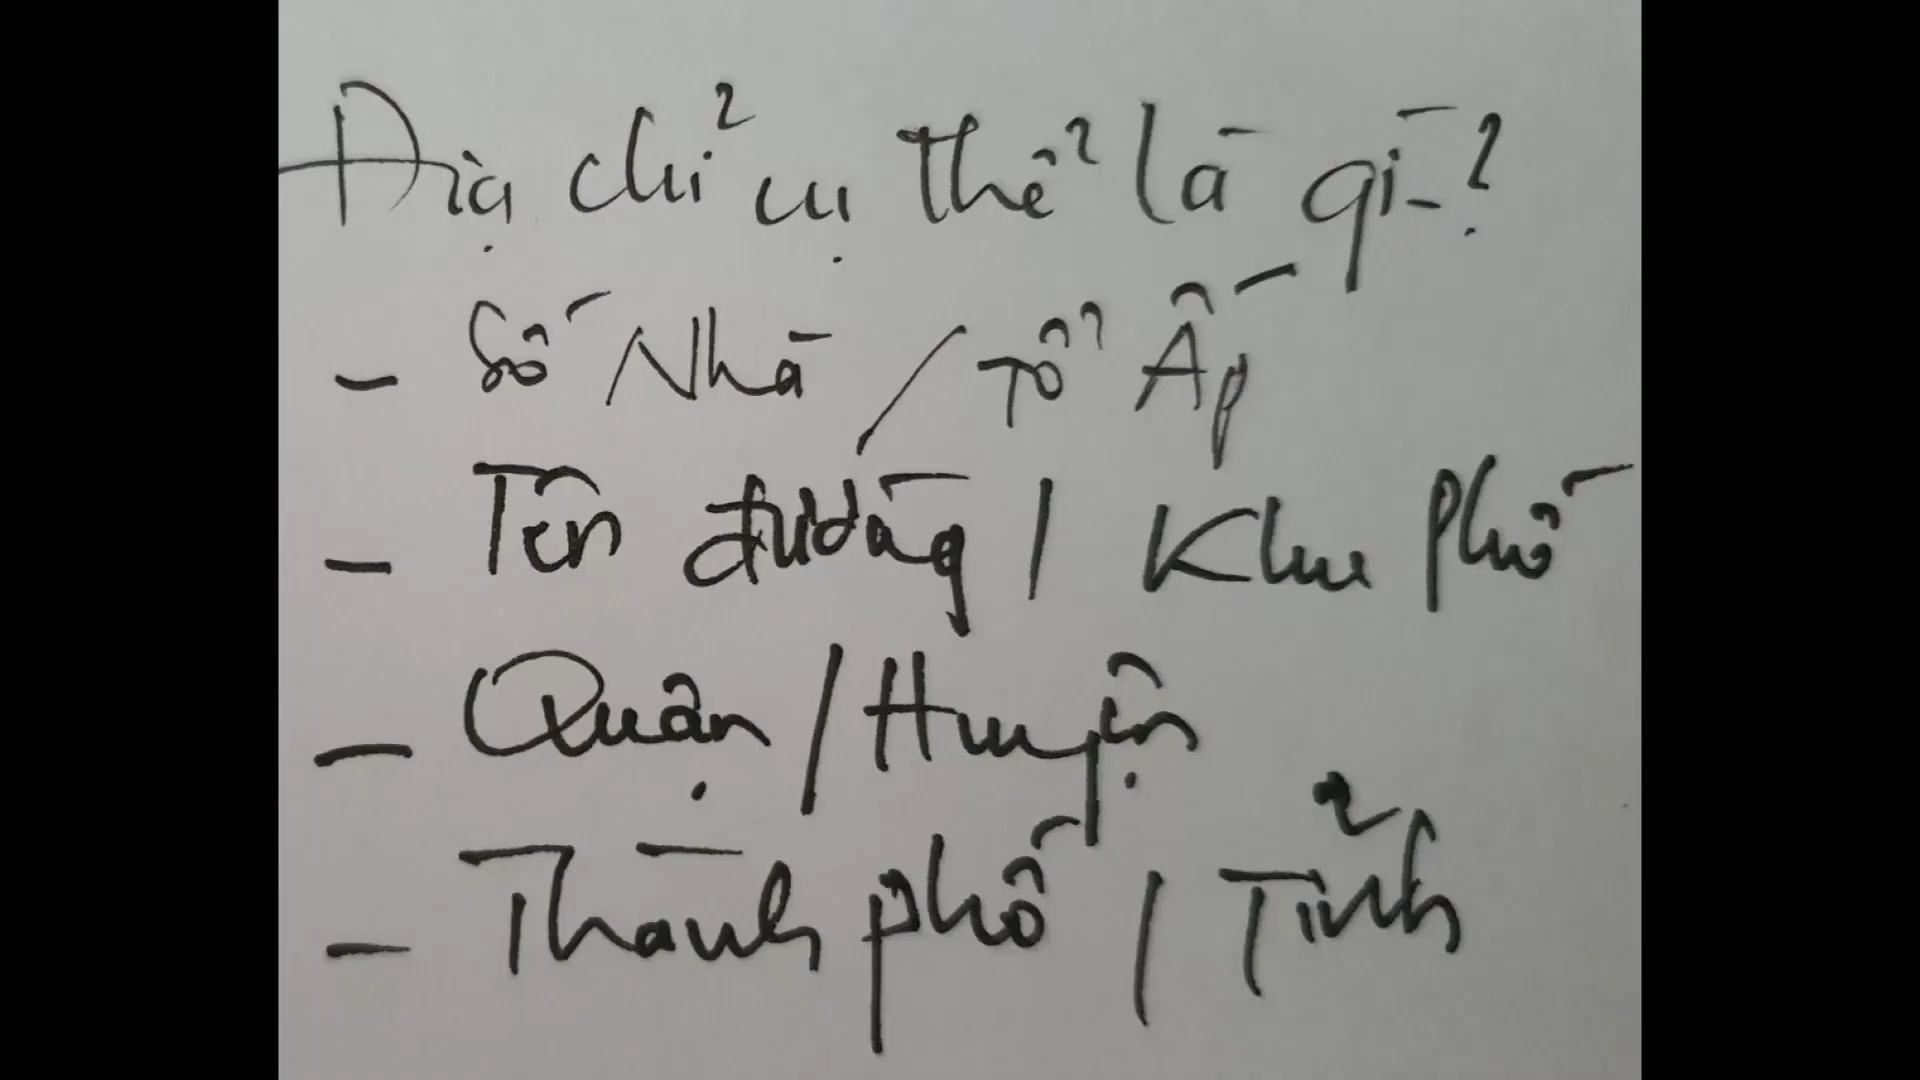 Địa chỉ cụ thể là gì?
- Số Nhà / Tổ Ấp
- Tên đường / Khu phố
- Quận / Huyện
- Thành phố / Tỉnh